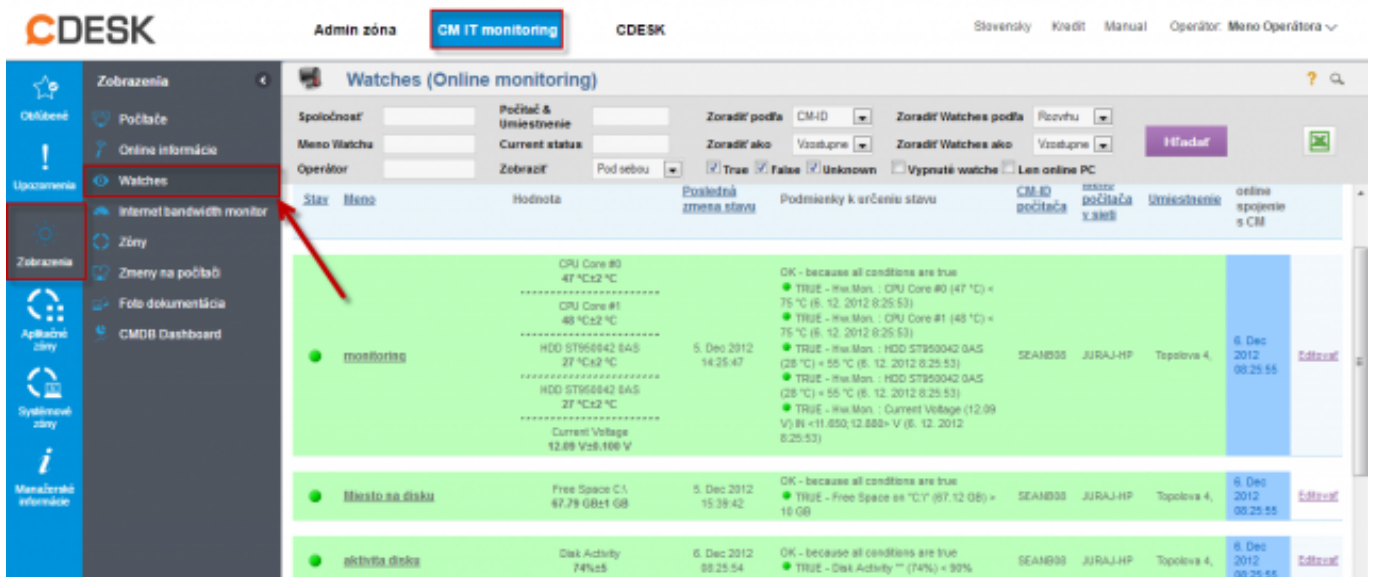 CDESK
Admin zóna CM IT monitoring CDESK
Slovensky Kredit Manual Operátor: Meno Operátora
Obľúbené
Upozornenia
Zobrazenia
Aplikačné zóny
Systémové zóny
Manažerské informácie
Zobrazenia
Počítače
Online informácie
Watches
Internet bandwidth monitor
Zóny
Zmeny na počítači
Foto dokumentácia
CMDB Dashboard
Watches (Online monitoring)
?
Spoločnosť
Počítač & Umiestnenie
Zoradiť podľa CM-ID
Zoradiť Watches podľa Rozvrhu
Meno Watchu
Current status
Zoradiť ako Vzostupne
Zoradiť Watches ako Vzostupne
Hľadať
Operátor
Zobraziť Pod sebou
True False Unknown Vypnuté watche Len online PC
Stav Meno Hodnota
Posledná zmena stavu
Podmienky k určeniu stavu
CM-ID počítača
počítača v sieti
Umiestnenie
online spojenie s CM
monitoring
CPU Core #0
47 °C±2 °C
CPU Core #1
48 °C±2 °C
HDD ST950042 0AS
27 °C±2 °C
HDD ST950042 0AS
27 °C±2 °C
Current Voltage
12.09 V±0.100 V
5. Dec 2012
14:25:47
OK - because all conditions are true
TRUE - Hw.Mon. : CPU Core #0 (47 °C) <
75 °C (6. 12. 2012 8:25:53)
TRUE - Hw.Mon. : CPU Core #1 (48 °C) <
75 °C (6. 12. 2012 8:25:53)
TRUE - Hw.Mon. : HDD ST950042 0AS
(28 °C) < 55 °C (6. 12. 2012 8:25:53)
TRUE - Hw.Mon. : HDD ST950042 0AS
(28 °C) < 55 °C (6. 12. 2012 8:25:53)
TRUE - Hw.Mon. : Current Voltage (12.09
V) IN <11.650;12.880> V (6. 12. 2012
8:25:53)
SEANB08 JURAJ-HP Topolova 4,
6. Dec
2012
08:25:55
Editovať
Miesto na disku
Free Space C:\
67.79 GB±1 GB
5. Dec 2012
15:39:42
OK - because all conditions are true
TRUE - Free Space on "C:\" (67.12 GB) >
10 GB
SEANB08 JURAJ-HP Topolova 4,
6. Dec
2012
08:25:55
Editovať
aktivita disku
Disk Activity
74%±5
6. Dec 2012
08:25:54
OK - because all conditions are true
TRUE - Disk Activity "" (74%) < 90%
SEANB08 JURAJ-HP Topolova 4,
6. Dec
2012
08:25:55
Editovať